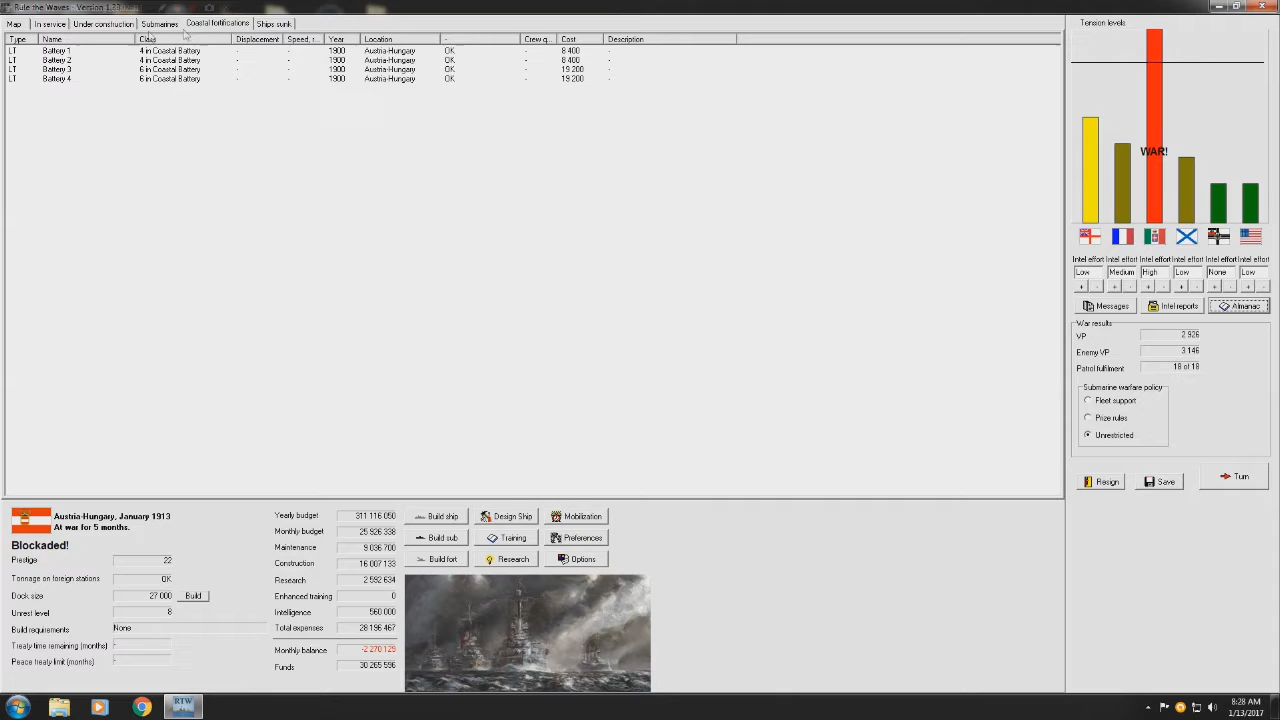 Rule the Waves - Version 1.33
Map In service Under construction Submarines Coastal fortifications Ships sunk
Type Name Class Displacement Speed, r... Year Location - Crew q... Cost Description
LT Battery 1 4 in Coastal Battery - - 1900 Austria-Hungary OK - 8 400 -
LT Battery 2 4 in Coastal Battery - - 1900 Austria-Hungary OK - 8 400 -
LT Battery 3 6 in Coastal Battery - - 1900 Austria-Hungary OK - 19 200 -
LT Battery 4 6 in Coastal Battery - - 1900 Austria-Hungary OK - 19 200 -
Tension levels
WAR!
Intel effort Intel effort Intel effort Intel effort Intel effort Intel effort
Low Medium High Low None Low
+ - + - + - + - + - + -
Messages Intel reports Almanac
War results
VP 2 926
Enemy VP 3 146
Patrol fulfilment 18 of 18
Submarine warfare policy
Fleet support
Prize rules
Unrestricted
Resign Save Turn
Austria-Hungary, January 1913
At war for 5 months.
Blockaded!
Prestige 22
Tonnage on foreign stations OK
Dock size 27 000 Build
Unrest level 8
Build requirements None
Treaty time remaining (months) -
Peace treaty limit (months) -
Yearly budget 311 116 050
Monthly budget 25 926 338
Maintenance 9 036 700
Construction 16 007 133
Research 2 592 634
Enhanced training 0
Intelligence 560 000
Total expenses 28 196 467
Monthly balance -2 270 129
Funds 30 265 596
Build ship Design Ship Mobilization
Build sub Training Preferences
Build fort Research Options
RTW
8:28 AM
1/13/2017